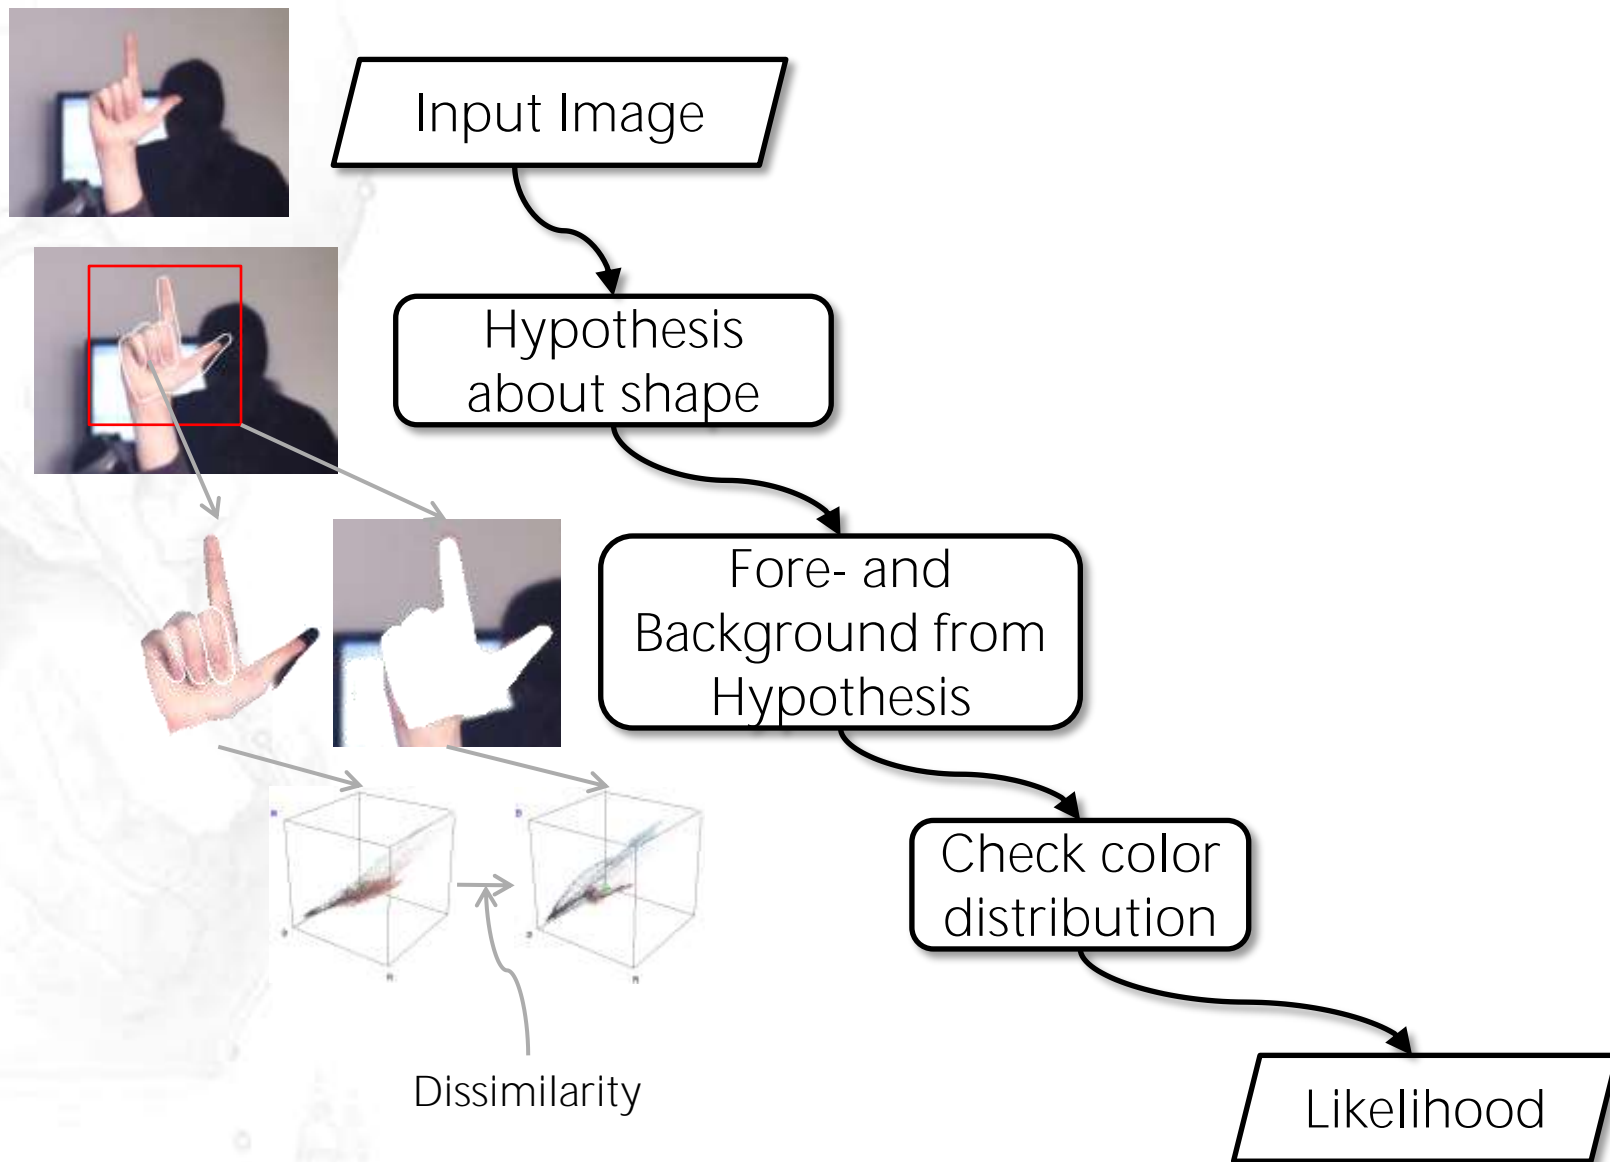 Input Image
Hypothesis
about shape
Fore- and
Background from
Hypothesis
Check color
distribution
Dissimilarity
Likelihood